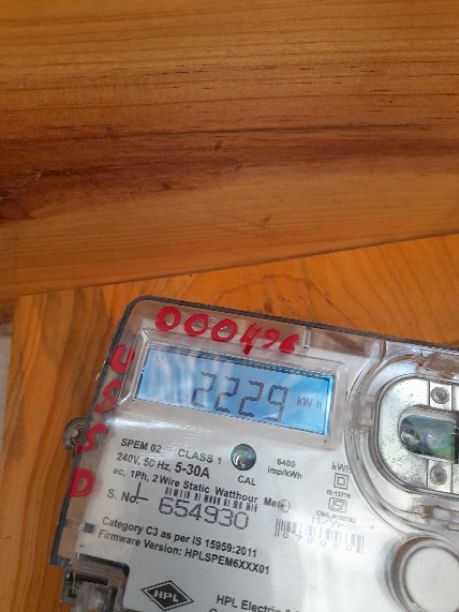 000496
USSD
2229 kWh
SPEM 02 CLASS 1
240V, 50 Hz, 5-30A
6400
imp/kWh
CAL
ac, 1Ph, 2 Wire Static Watthour Meter
S. No.
654930
IS:13779
Category C3 as per IS 15959:2011
Firmware Version: HPLSPEM6XXX01
HPL
HPL Electric &